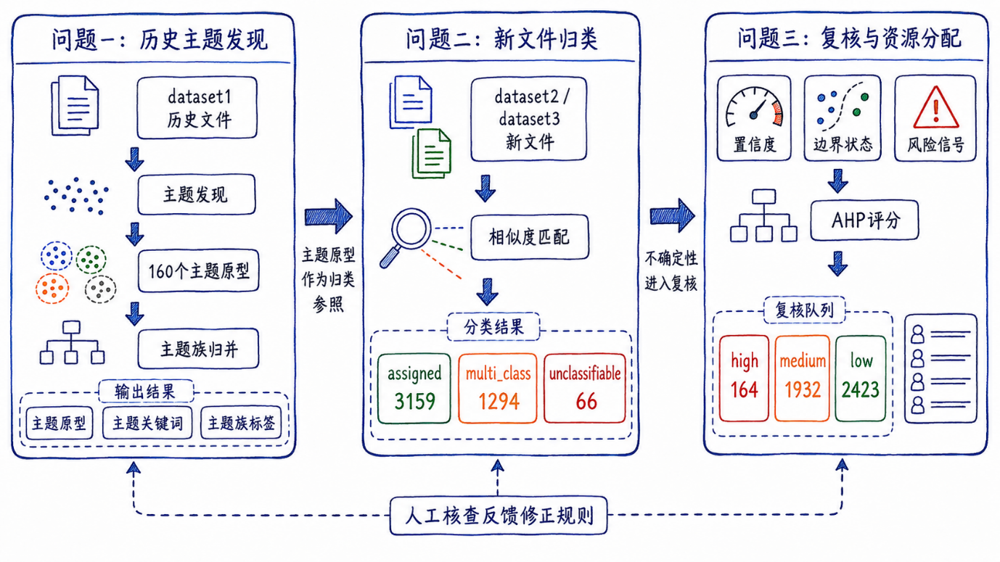 问题一：历史主题发现
dataset1
历史文件
主题发现
160个主题原型
主题族归并
输出结果
主题原型
主题关键词
主题族标签
主题原型
作为归类
参照
问题二：新文件归类
dataset2 /
dataset3
新文件
相似度匹配
分类结果
assigned
3159
multi_class
1294
unclassifiable
66
不确定性
进入复核
问题三：复核与资源分配
置信度
边界状态
风险信号
AHP评分
复核队列
high
164
medium
1932
low
2423
人工核查反馈修正规则